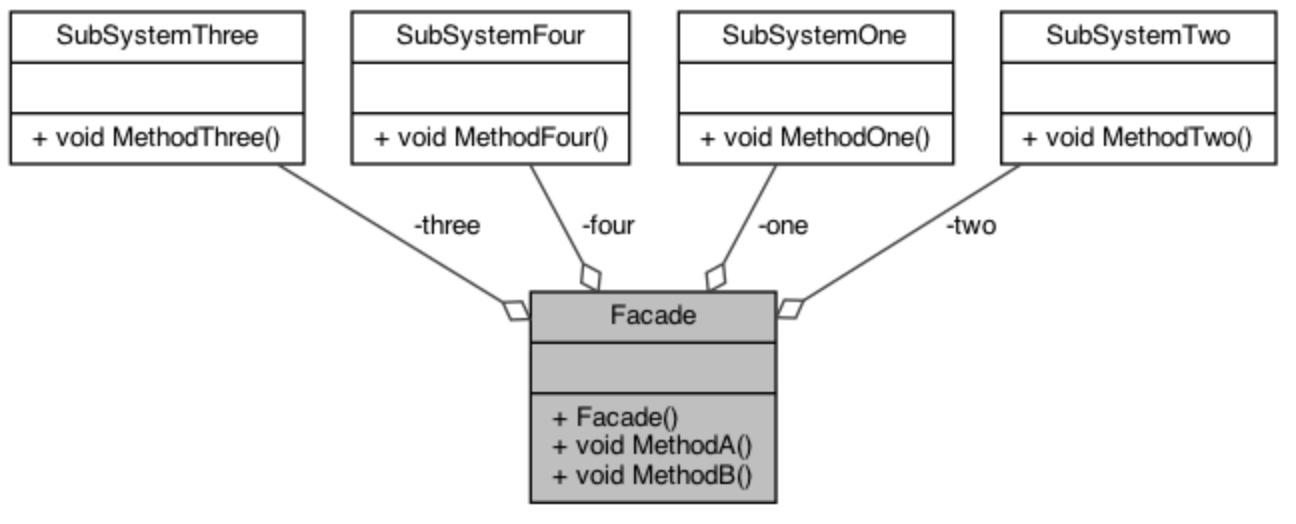 SubSystemThree
+ void MethodThree()
SubSystemFour
+ void MethodFour()
SubSystemOne
+ void MethodOne()
SubSystemTwo
+ void MethodTwo()
-three
-four
-one
-two
Facade
+ Facade()
+ void MethodA()
+ void MethodB()